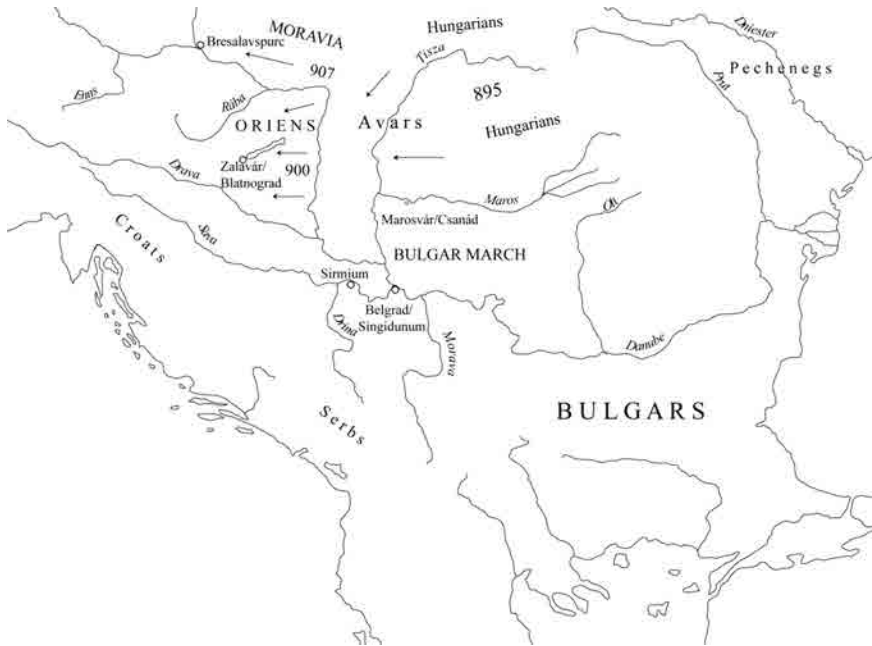 Hungarians
MORAVIA
Bresalavspurc
907
Tisza
Dniester
Pechenegs
Prut
Enns
Rába
ORIENS
Avars
895
Hungarians
Zalavár/
Blatnograd
900
Drava
Maros
Marosvár/Csanád
Olt
Croats
Sava
BULGAR MARCH
Sirmium
Belgrad/
Singidunum
Drina
Morava
Danube
Serbs
BULGARS